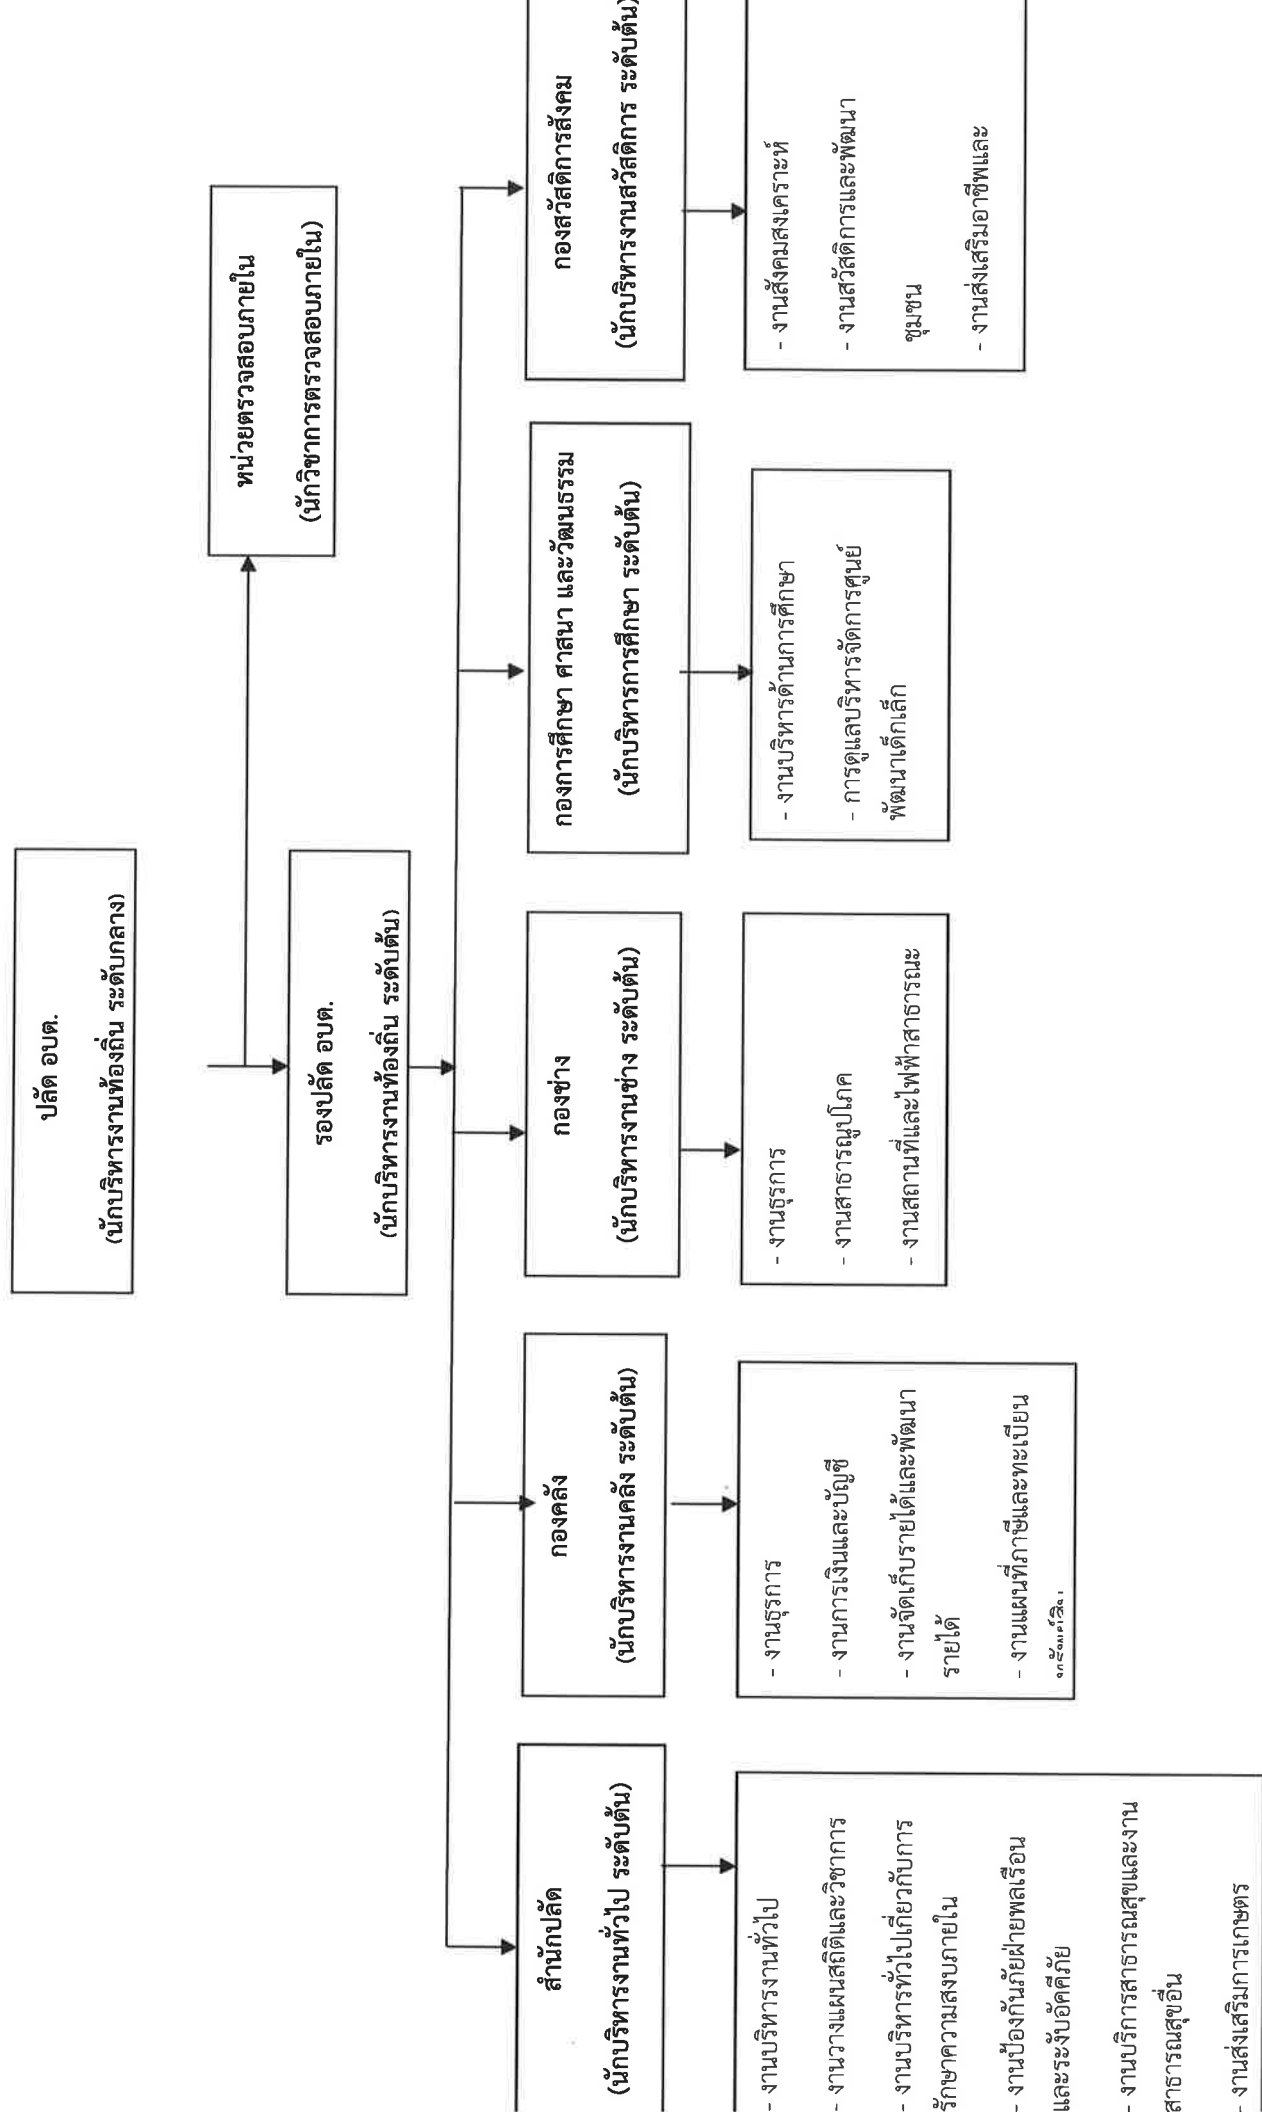 ปลัด อบต.
(นักบริหารงานท้องถิ่น ระดับกลาง)
หน่วยตรวจสอบภายใน
(นักวิชาการตรวจสอบภายใน)
รองปลัด อบต.
(นักบริหารงานท้องถิ่น ระดับต้น)
สำนักปลัด
(นักบริหารงานทั่วไป ระดับต้น)
กองคลัง
(นักบริหารงานคลัง ระดับต้น)
กองช่าง
(นักบริหารงานช่าง ระดับต้น)
กองการศึกษา ศาสนา และวัฒนธรรม
(นักบริหารการศึกษา ระดับต้น)
กองสวัสดิการสังคม
(นักบริหารงานสวัสดิการ ระดับต้น)
- งานบริหารงานทั่วไป
- งานวางแผนสถิติและวิชาการ
- งานบริหารทั่วไปเกี่ยวกับการ
รักษาความสงบภายใน
- งานป้องกันภัยฝ่ายพลเรือน
และระงับอัคคีภัย
- งานบริการสาธารณสุขและงาน
สาธารณสุขอื่น
- งานส่งเสริมการเกษตร
- งานธุรการ
- งานการเงินและบัญชี
- งานจัดเก็บรายได้และพัฒนา
รายได้
- งานแผนที่ภาษีและทะเบียน
- งานธุรการ
- งานสาธารณูปโภค
- งานสถานที่และไฟฟ้าสาธารณะ
- งานบริหารด้านการศึกษา
- การดูแลบริหารจัดการศูนย์
พัฒนาเด็กเล็ก
- งานสังคมสงเคราะห์
- งานสวัสดิการและพัฒนา
ชุมชน
- งานส่งเสริมอาชีพและ